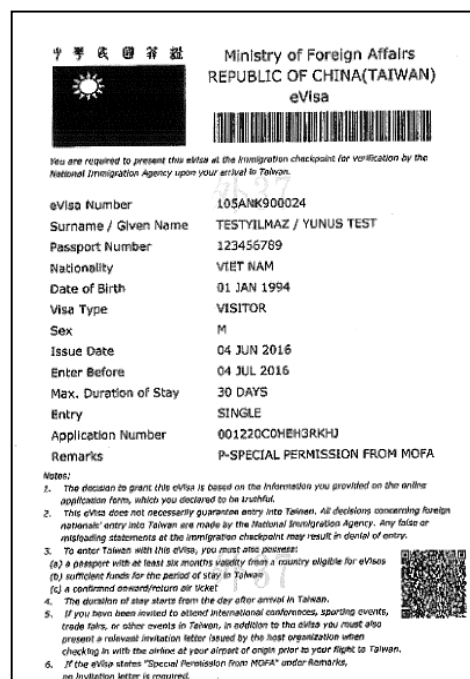 中華民國簽證
Ministry of Foreign Affairs
REPUBLIC OF CHINA(TAIWAN)
eVisa
You are required to present this eVisa at the immigration checkpoint for verification by the
National Immigration Agency upon your arrival in Taiwan.
外37
eVisa Number 105ANK900024
Surname / Given Name TESTYILMAZ / YUNUS TEST
Passport Number 123456789
Nationality VIET NAM
Date of Birth 01 JAN 1994
Visa Type VISITOR
Sex M
Issue Date 04 JUN 2016
Enter Before 04 JUL 2016
Max. Duration of Stay 30 DAYS
Entry SINGLE
Application Number 001220C0HEH3RKHJ
Remarks P-SPECIAL PERMISSION FROM MOFA
Notes:
1. The decision to grant this eVisa is based on the information you provided on the online
application form, which you declared to be truthful.
2. This eVisa does not necessarily guarantee entry into Taiwan. All decisions concerning foreign
nationals' entry into Taiwan are made by the National Immigration Agency. Any false or
misleading statements at the immigration checkpoint may result in denial of entry.
3. To enter Taiwan with this eVisa, you must also possess:
(a) a passport with at least six months validity from a country eligible for eVisas
(b) sufficient funds for the period of stay in Taiwan
(c) a confirmed onward/return air ticket
外37
4. The duration of stay starts from the day after arrival in Taiwan.
5. If you have been invited to attend international conferences, sporting events,
trade fairs, or other events in Taiwan, in addition to the eVisa you must also
present a relevant invitation letter issued by the host organization when
checking in with the airline at your airport of origin prior to your flight to Taiwan.
6. If the eVisa states "Special Permission from MOFA" under Remarks,
no invitation letter is required.